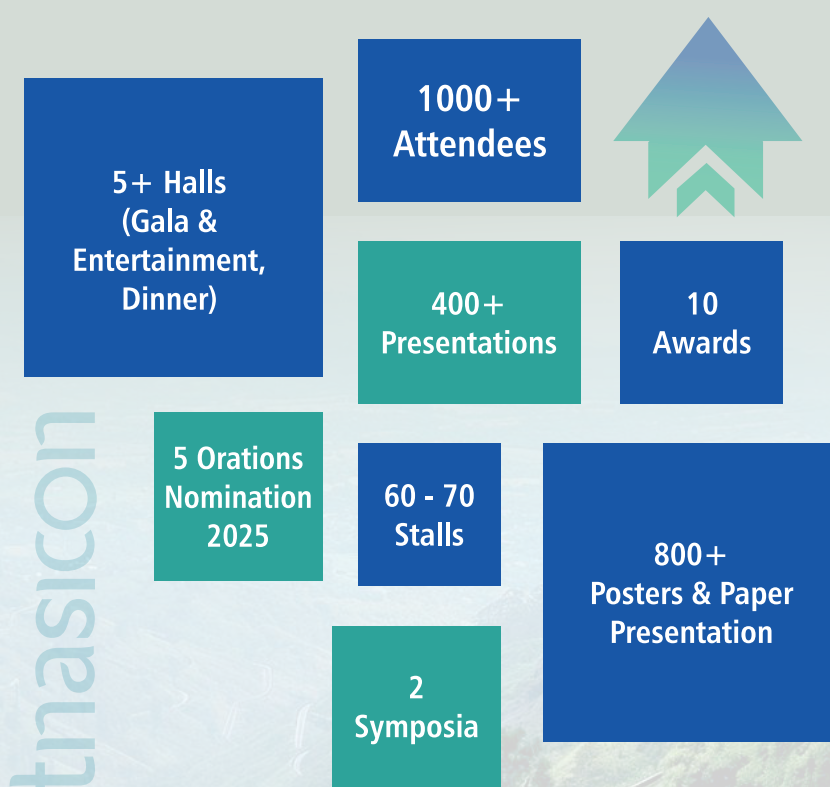 1000+
Attendees
5+ Halls
(Gala &
Entertainment,
Dinner)
400+
Presentations
10
Awards
5 Orations
Nomination
2025
60 - 70
Stalls
800+
Posters & Paper
Presentation
2
Symposia
tnasicon